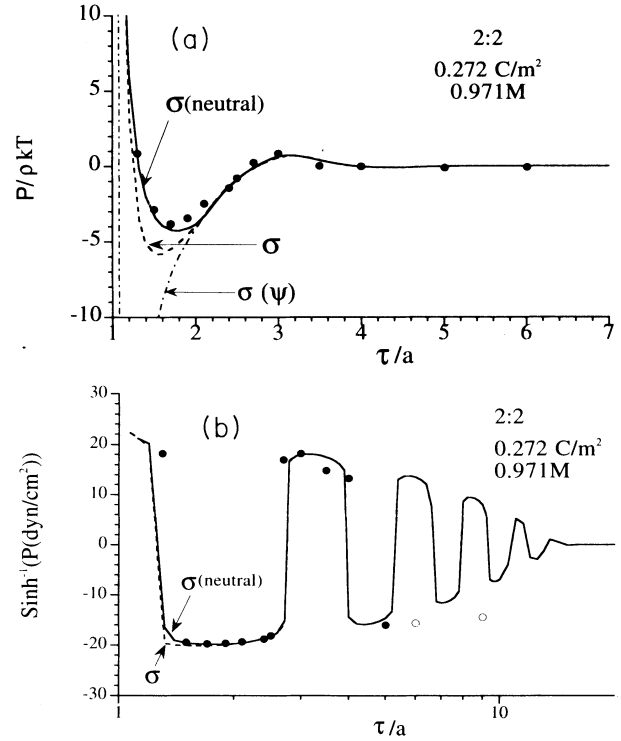 10
(a)
2:2
0.272 C/m²
0.971M
σ(neutral)
5
P/ρkT
0
-5
σ
σ (ψ)
-10
1
2
3
4
5
6
7
τ/a
30
(b)
2:2
20
0.272 C/m²
0.971M
10
Sinh⁻¹(P(dyn/cm²))
0
σ(neutral)
-10
-20
σ
-30
1
10
τ/a